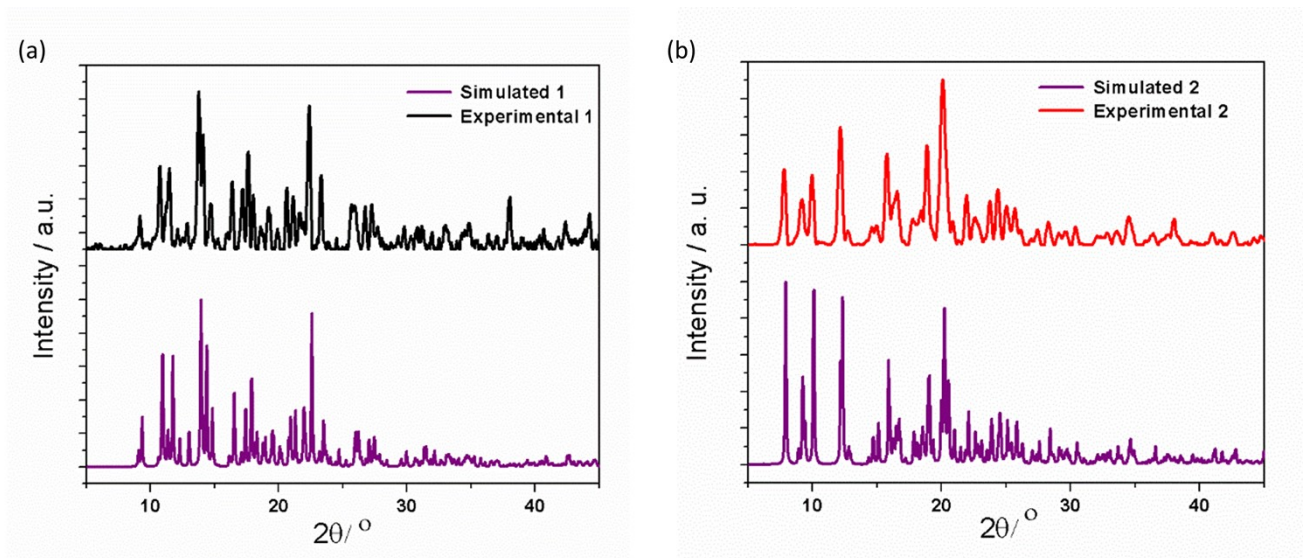 (a)
Simulated 1
Experimental 1
Intensity / a.u.
10 20 30 40
2θ/ °
(b)
Simulated 2
Experimental 2
Intensity / a. u.
10 20 30 40
2θ/ °